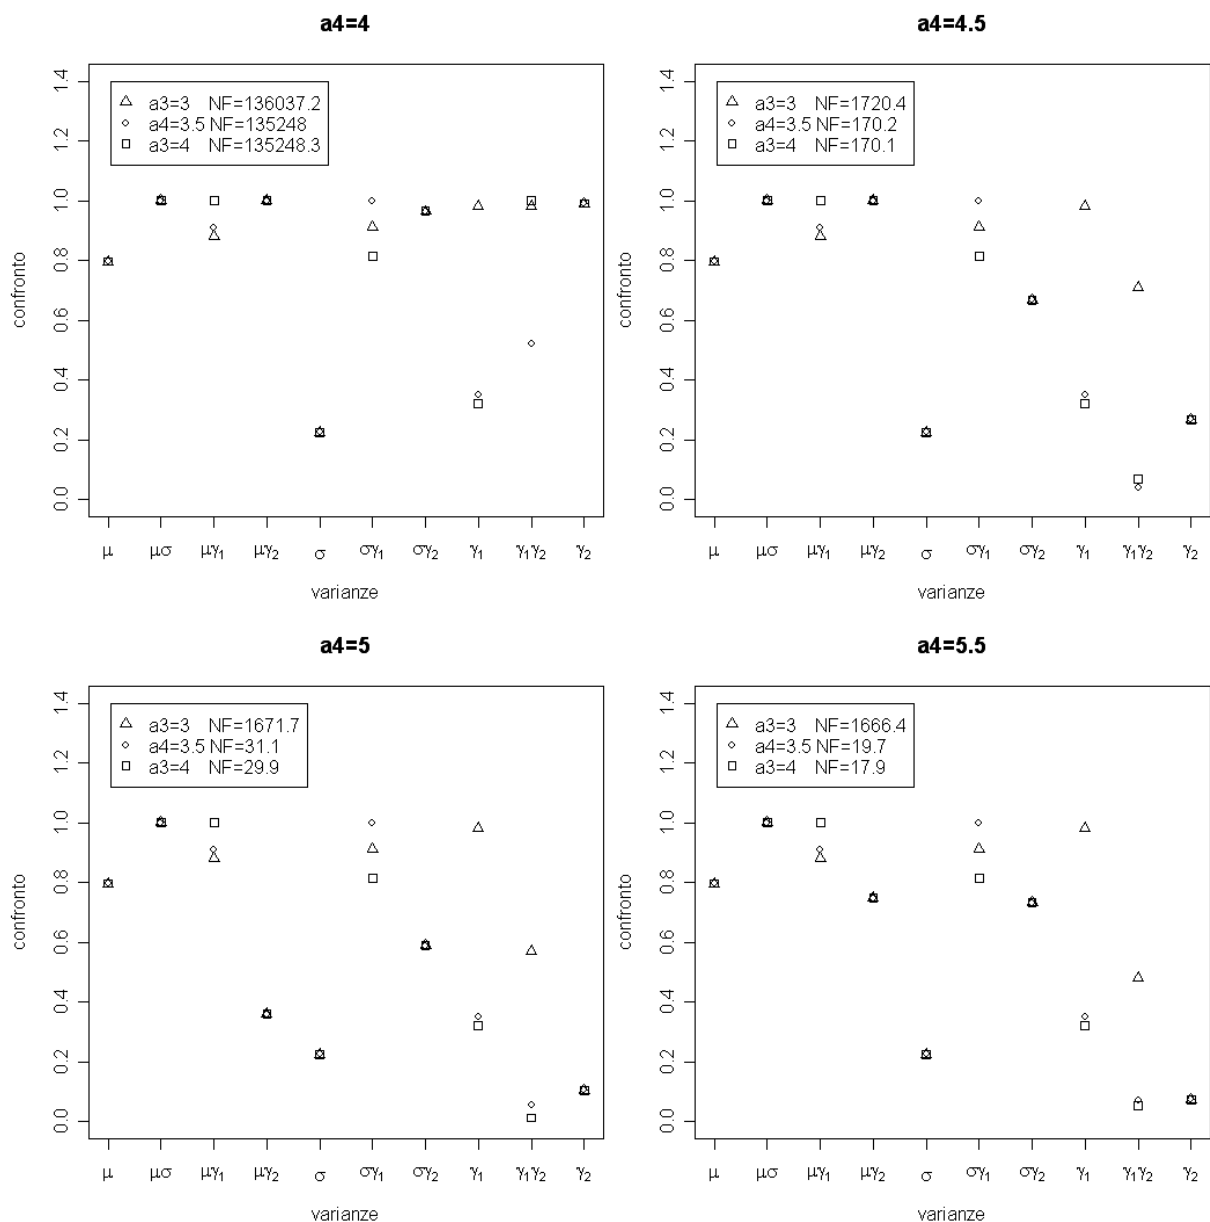 a4=4
confronto
1.4
1.2
1.0
0.8
0.6
0.4
0.2
0.0
a3=3 NF=136037.2
a4=3.5 NF=135248
a3=4 NF=135248.3
μ μσ μγ1 μγ2 σ σγ1 σγ2 γ1 γ1γ2 γ2
varianze
a4=4.5
confronto
1.4
1.2
1.0
0.8
0.6
0.4
0.2
0.0
a3=3 NF=1720.4
a4=3.5 NF=170.2
a3=4 NF=170.1
μ μσ μγ1 μγ2 σ σγ1 σγ2 γ1 γ1γ2 γ2
varianze
a4=5
confronto
1.4
1.2
1.0
0.8
0.6
0.4
0.2
0.0
a3=3 NF=1671.7
a4=3.5 NF=31.1
a3=4 NF=29.9
μ μσ μγ1 μγ2 σ σγ1 σγ2 γ1 γ1γ2 γ2
varianze
a4=5.5
confronto
1.4
1.2
1.0
0.8
0.6
0.4
0.2
0.0
a3=3 NF=1666.4
a4=3.5 NF=19.7
a3=4 NF=17.9
μ μσ μγ1 μγ2 σ σγ1 σγ2 γ1 γ1γ2 γ2
varianze